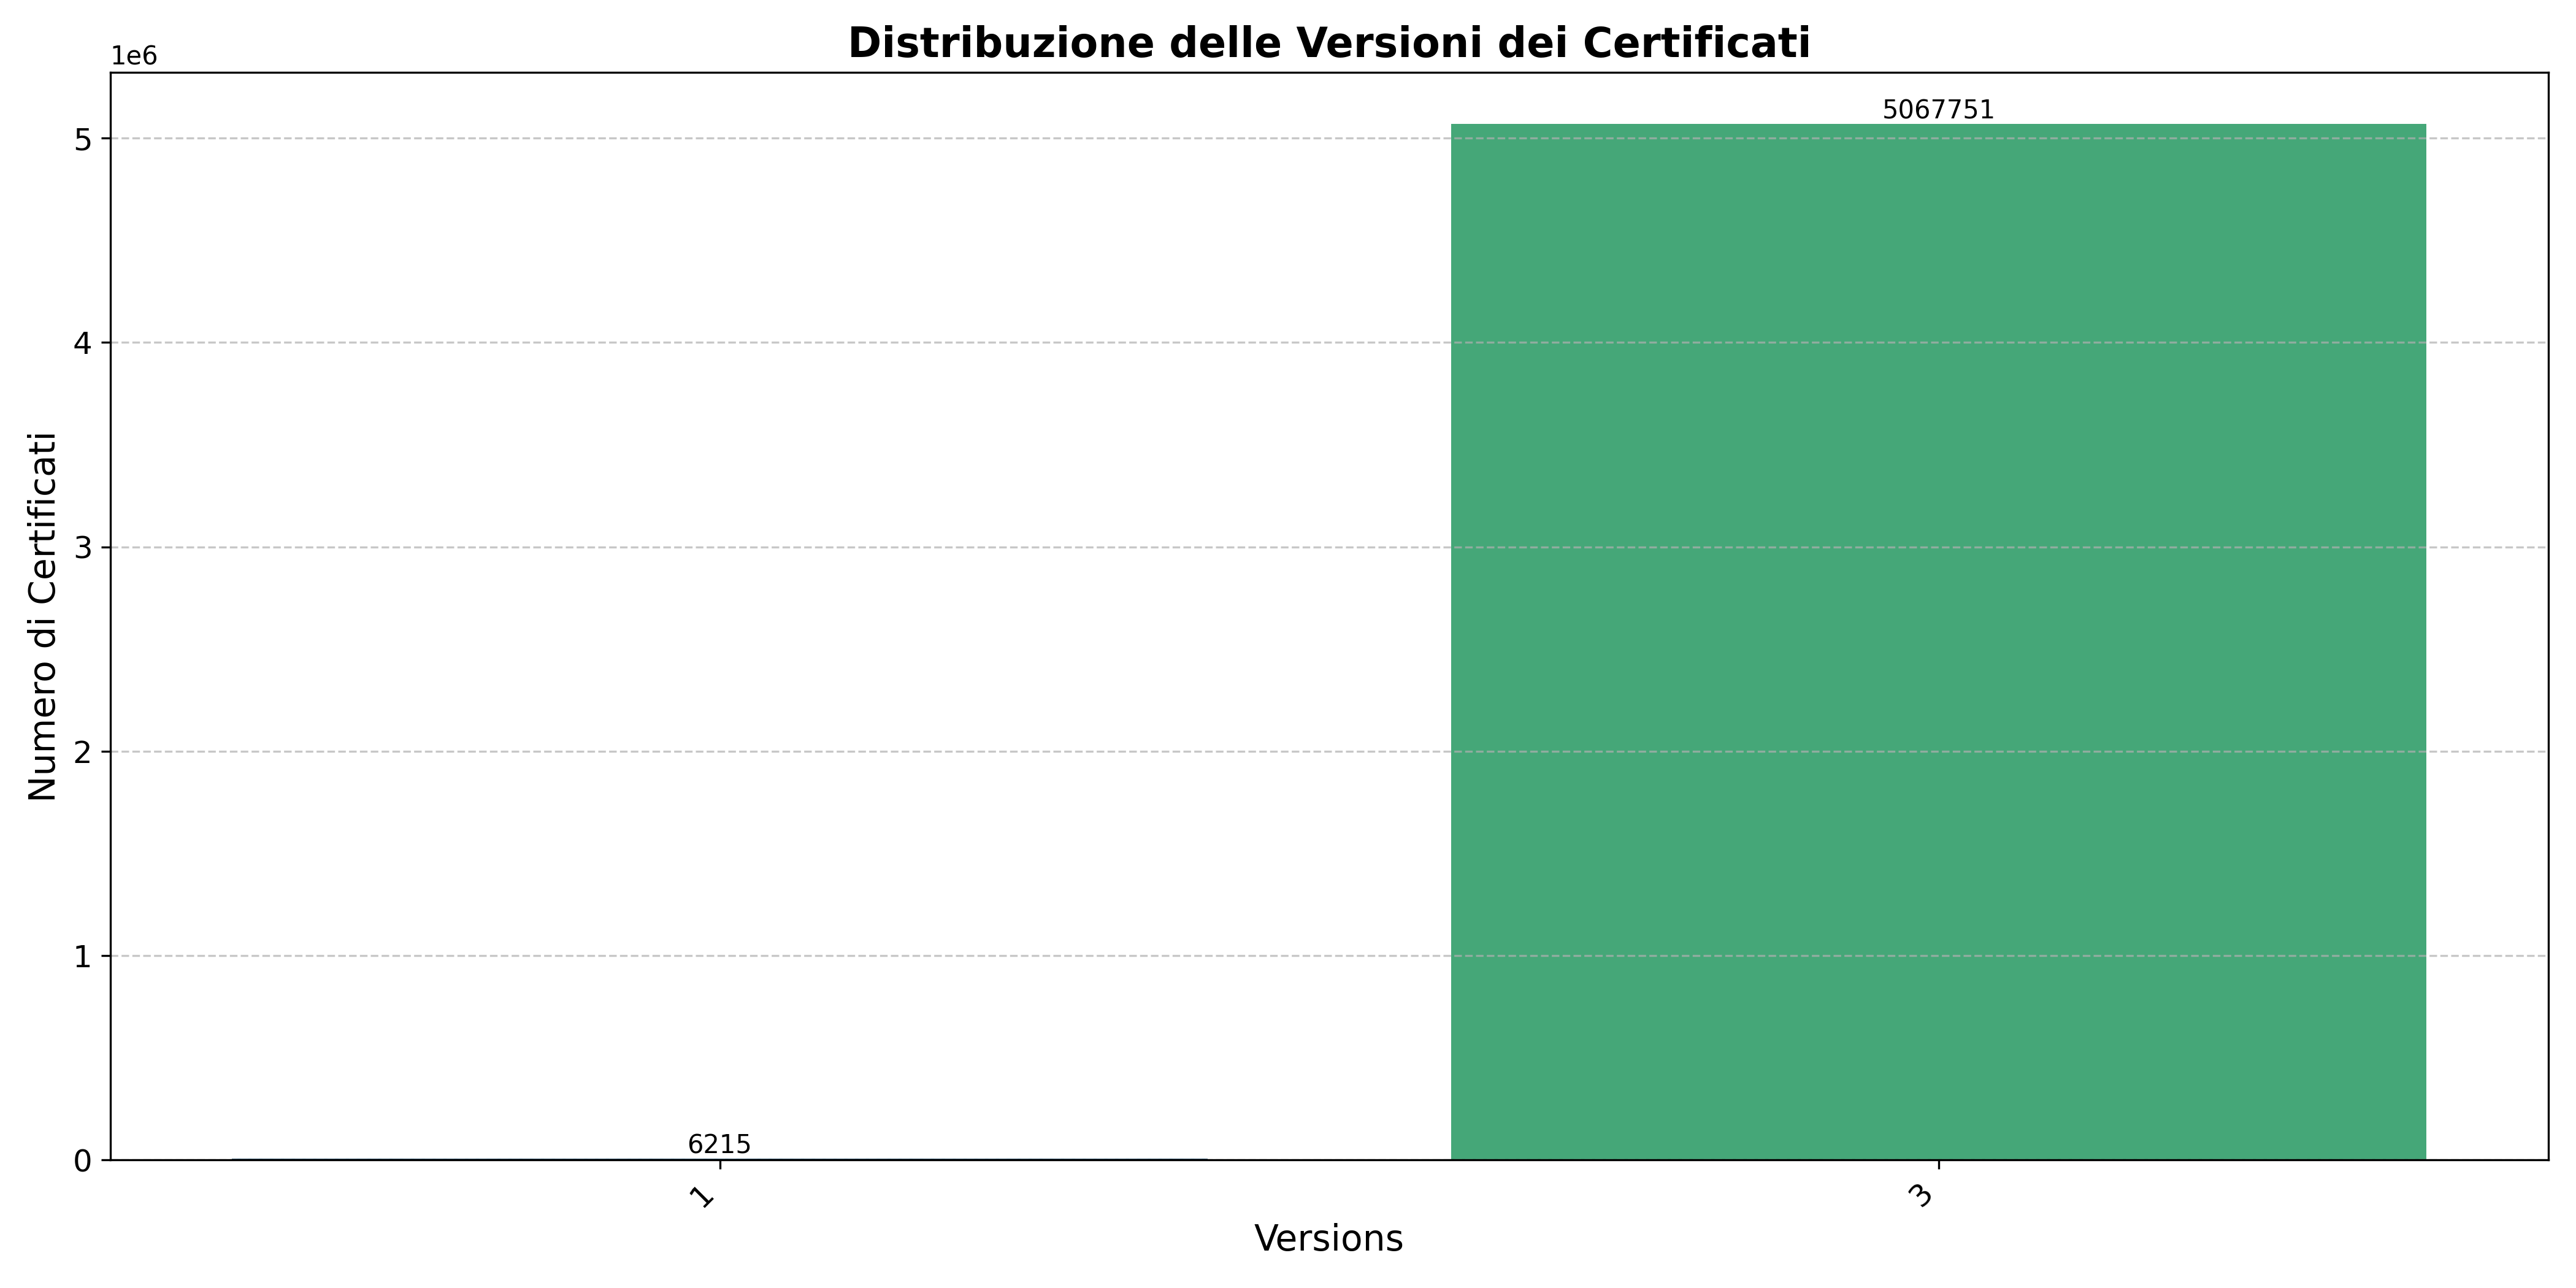 Distribuzione delle Versioni dei Certificati
1e6
5067751
5
4
3
2
1
0
Numero di Certificati
6215
1
3
Versions